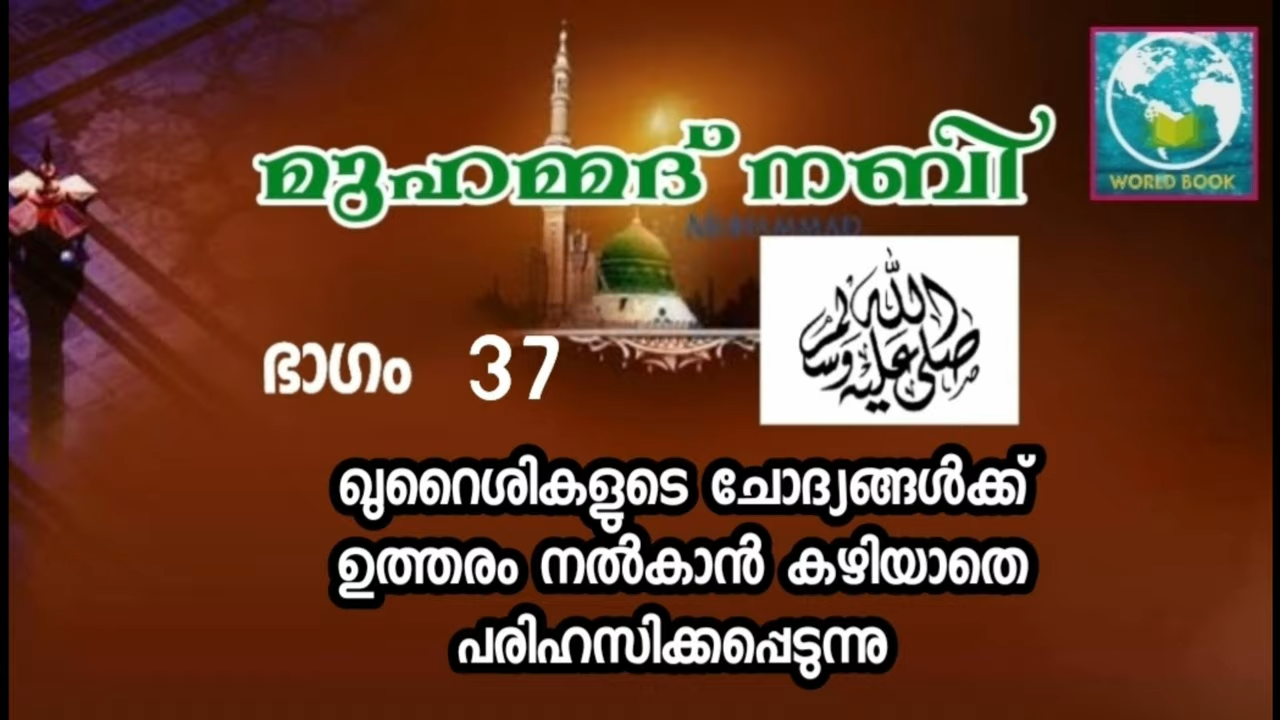 മുഹമ്മദ് നബി
WORLD BOOK
MUHAMMAD
صلى الله عليه وسلم
ഭാഗം 37
ഖുറൈശികളുടെ ചോദ്യങ്ങൾക്ക്
ഉത്തരം നൽകാൻ കഴിയാതെ
പരിഹസിക്കപ്പെടുന്നു